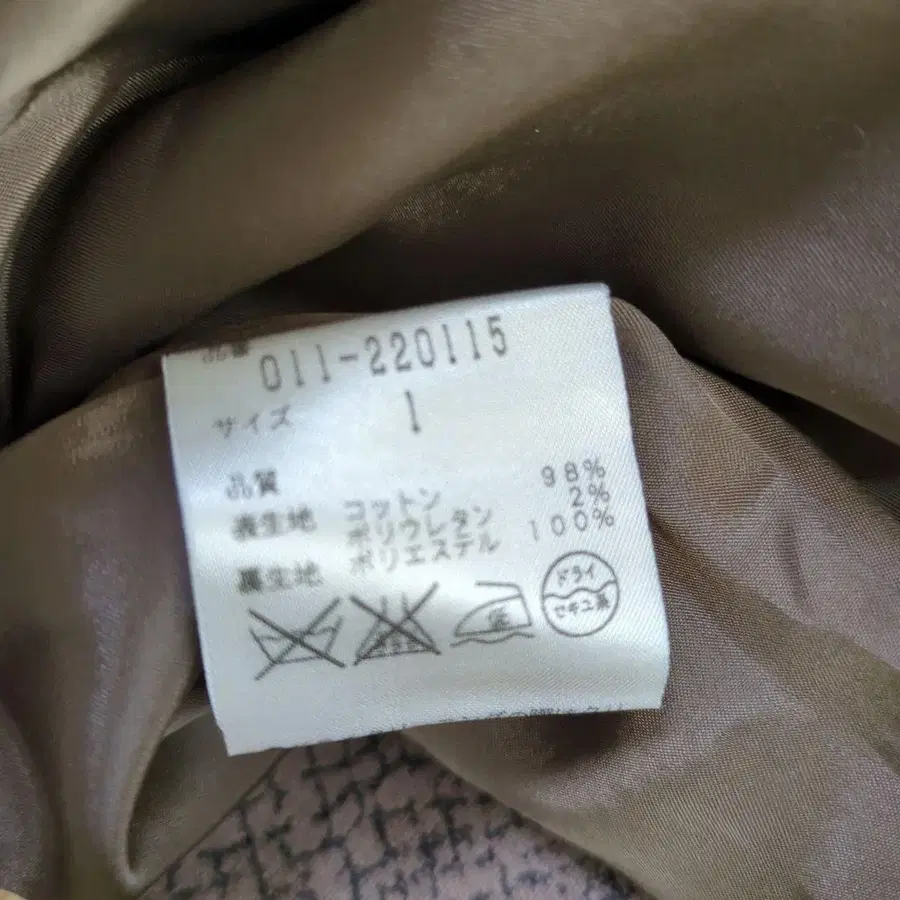 品番 011-220115
サイズ 1
品質
表生地 コットン 98%
ポリウレタン 2%
裏生地 ポリエステル 100%
低
ドライ
セキユ系